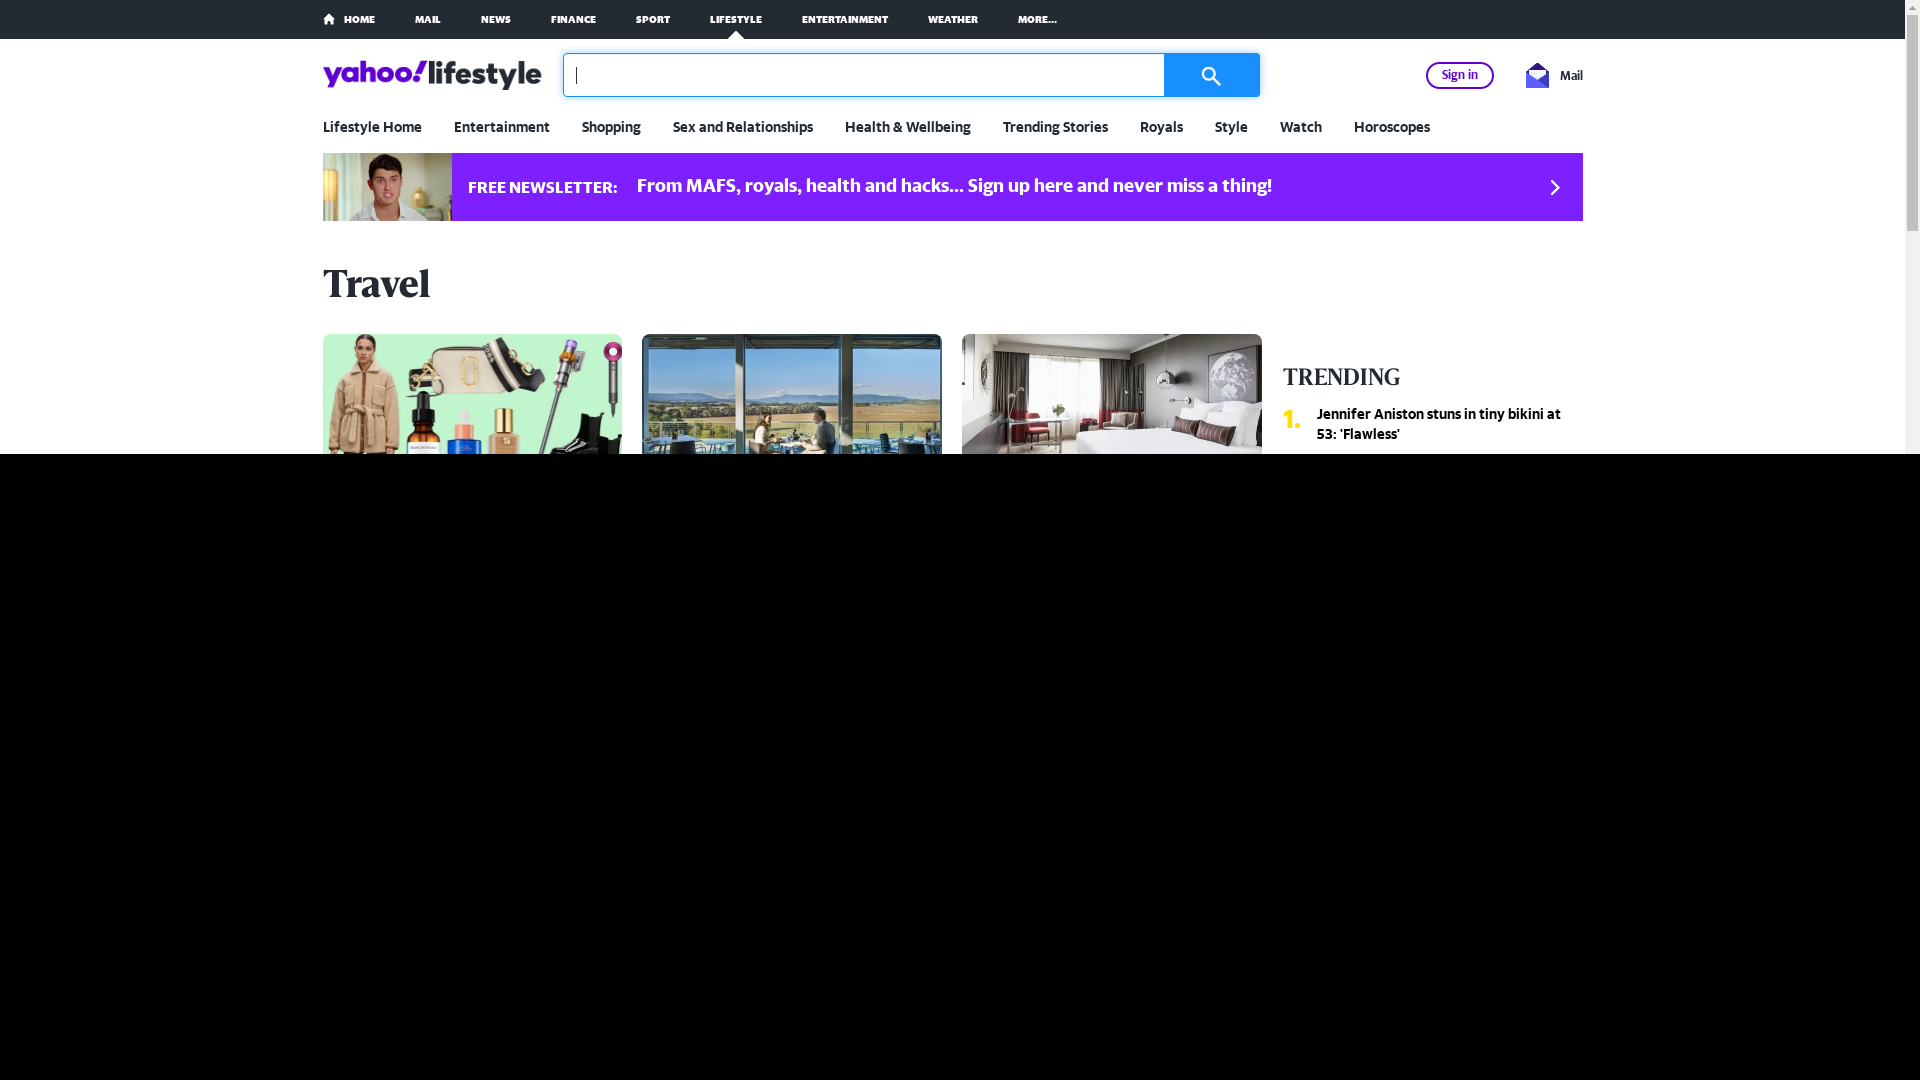 HOME MAIL NEWS FINANCE SPORT LIFESTYLE ENTERTAINMENT WEATHER MORE...
yahoo!lifestyle
Sign in
Mail
Lifestyle Home Entertainment Shopping Sex and Relationships Health & Wellbeing Trending Stories Royals Style Watch Horoscopes
FREE NEWSLETTER: From MAFS, royals, health and hacks... Sign up here and never miss a thing!
Travel
TRENDING
1. Jennifer Aniston stuns in tiny bikini at
53: 'Flawless'